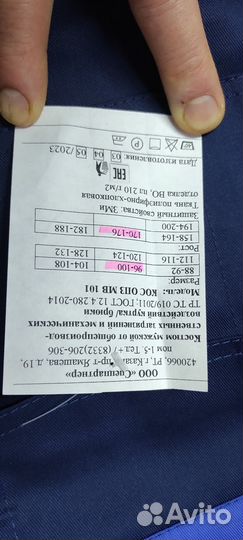 ООО «Спецпартнер»
420066, РТ, г.Казань, пр-т Ямашева, д.19,
пом 1-5. Тел.+7 (8332) 206-306
Костюм мужской от общепроизвод-
ственных загрязнений и механических
воздействий куртка брюки
ТР ТС 019/2011; ГОСТ: 12.4.280-2014
Модель: КОС ОПЗ МВ 101
Размер:
88-92 96-100 104-108
112-116 120-124 128-132
Рост:
158-164 170-176 182-188
194-200
Защитный свойства: ЗМи
Ткань полиэфирно-хлопковая
отделка, ВО, пл 210 г/м2
Дата изготовления: 03 04 05 /2023
ЕАС
Avito